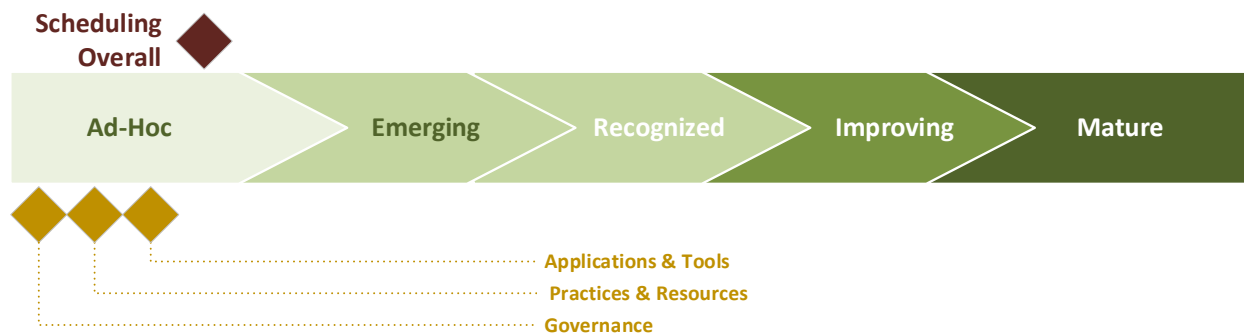 Scheduling
Overall
Ad-Hoc
Emerging
Recognized
Improving
Mature
Applications & Tools
Practices & Resources
Governance